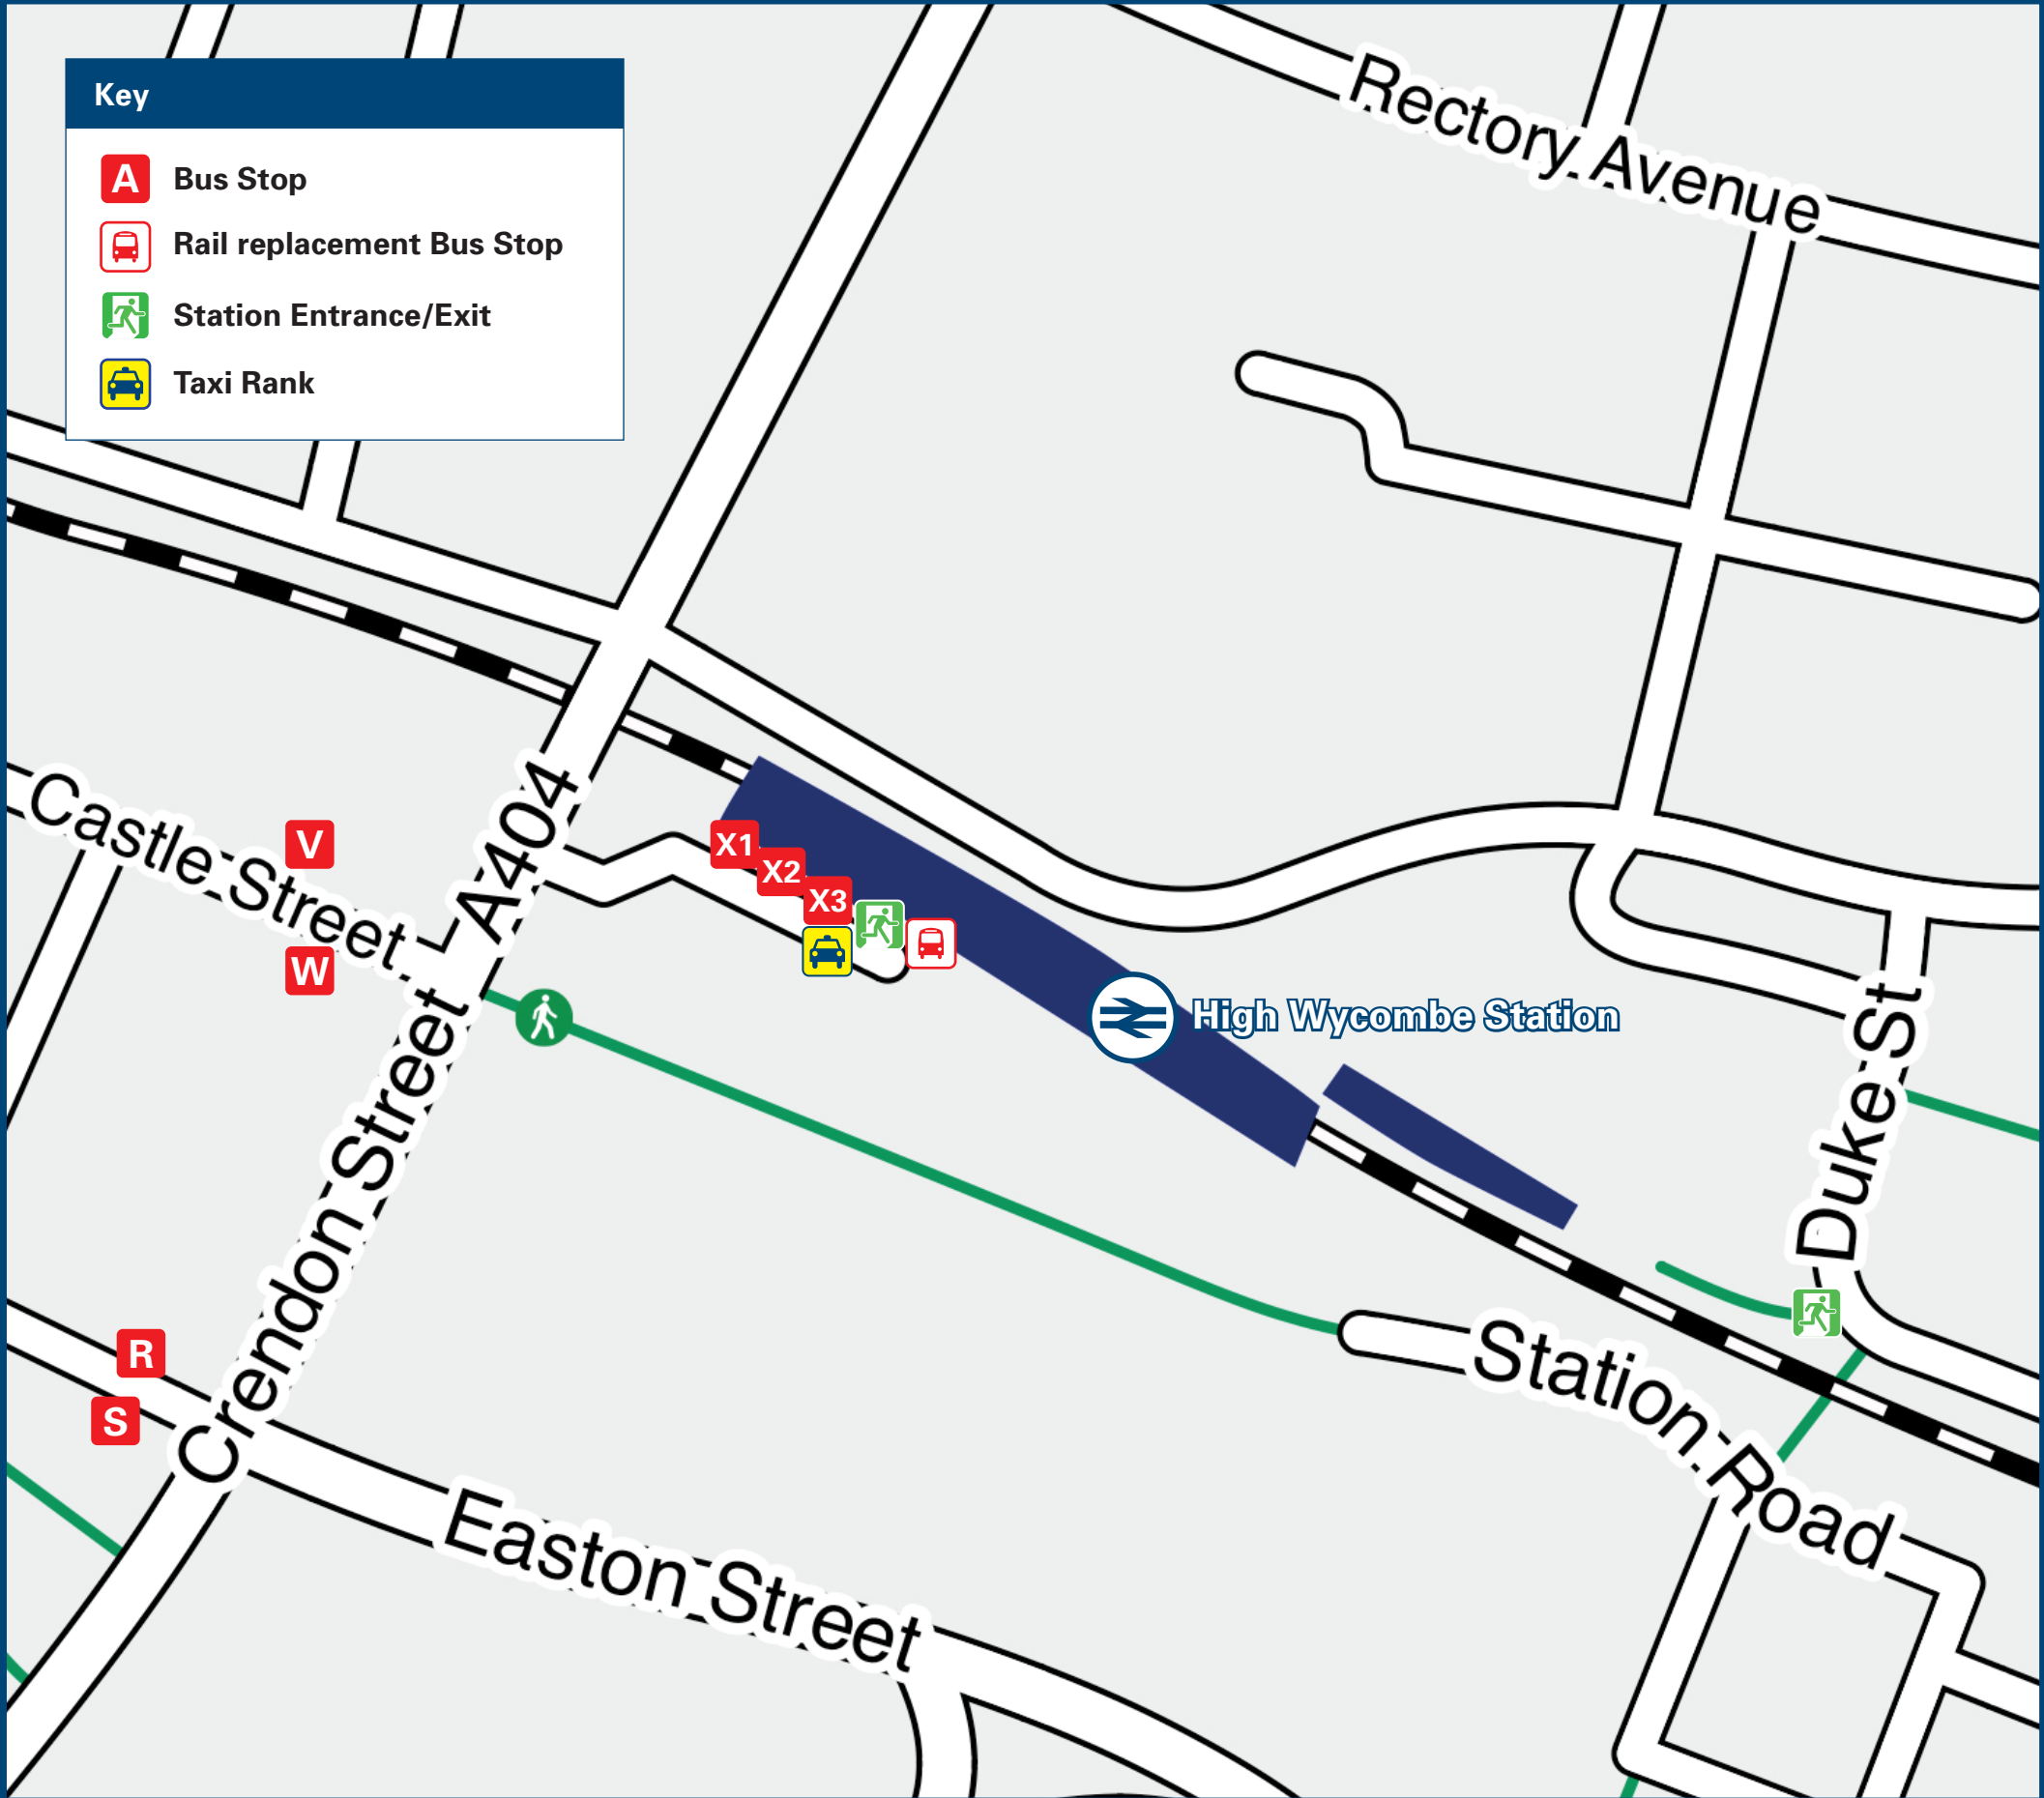 Key
A Bus Stop
Rail replacement Bus Stop
Station Entrance/Exit
Taxi Rank
Rectory Avenue
Castle Street
V
W
A404
X1
X2
X3
High Wycombe Station
Duke St
Crendon Street
R
S
Station Road
Easton Street